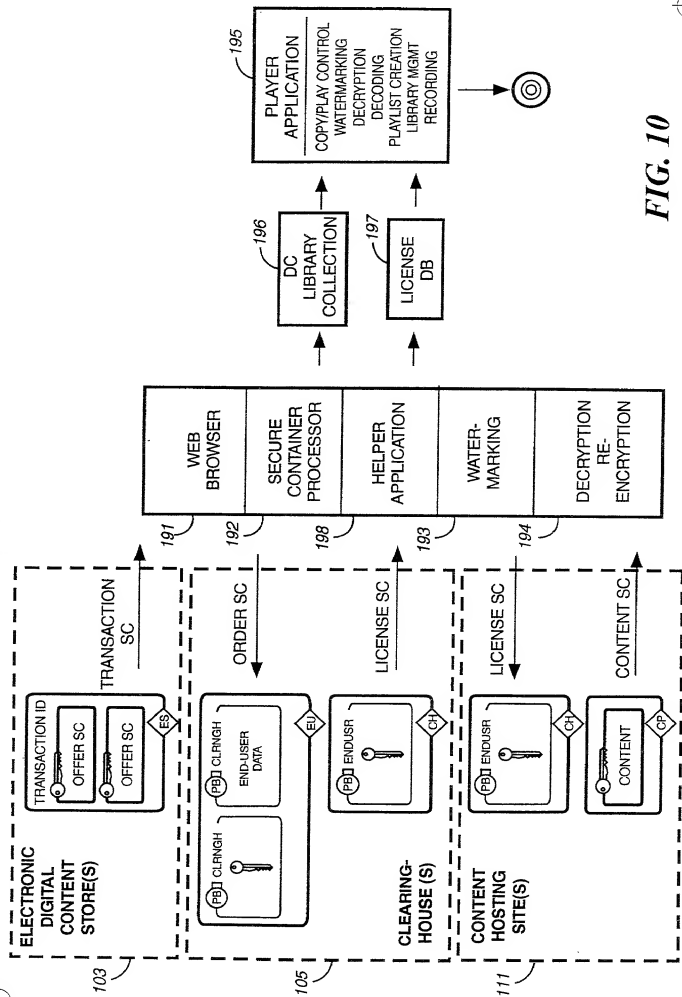 ELECTRONIC
DIGITAL
CONTENT
STORE(S)
103
TRANSACTION ID
OFFER SC
OFFER SC
ES
TRANSACTION
SC
CLEARING-
HOUSE (S)
105
PB
CLRNGH
PB
CLRNGH
END-USER
DATA
EU
ORDER SC
PB
ENDUSR
CH
LICENSE SC
CONTENT
HOSTING
SITE(S)
111
PB
ENDUSR
CH
LICENSE SC
CONTENT
CP
CONTENT SC
191
WEB
BROWSER
192
SECURE
CONTAINER
PROCESSOR
198
HELPER
APPLICATION
193
WATER-
MARKING
194
DECRYPTION
RE-
ENCRYPTION
196
DC
LIBRARY
COLLECTION
197
LICENSE
DB
195
PLAYER
APPLICATION
COPY/PLAY CONTROL
WATERMARKING
DECRYPTION
DECODING
PLAYLIST CREATION
LIBRARY MGMT
RECORDING
FIG. 10